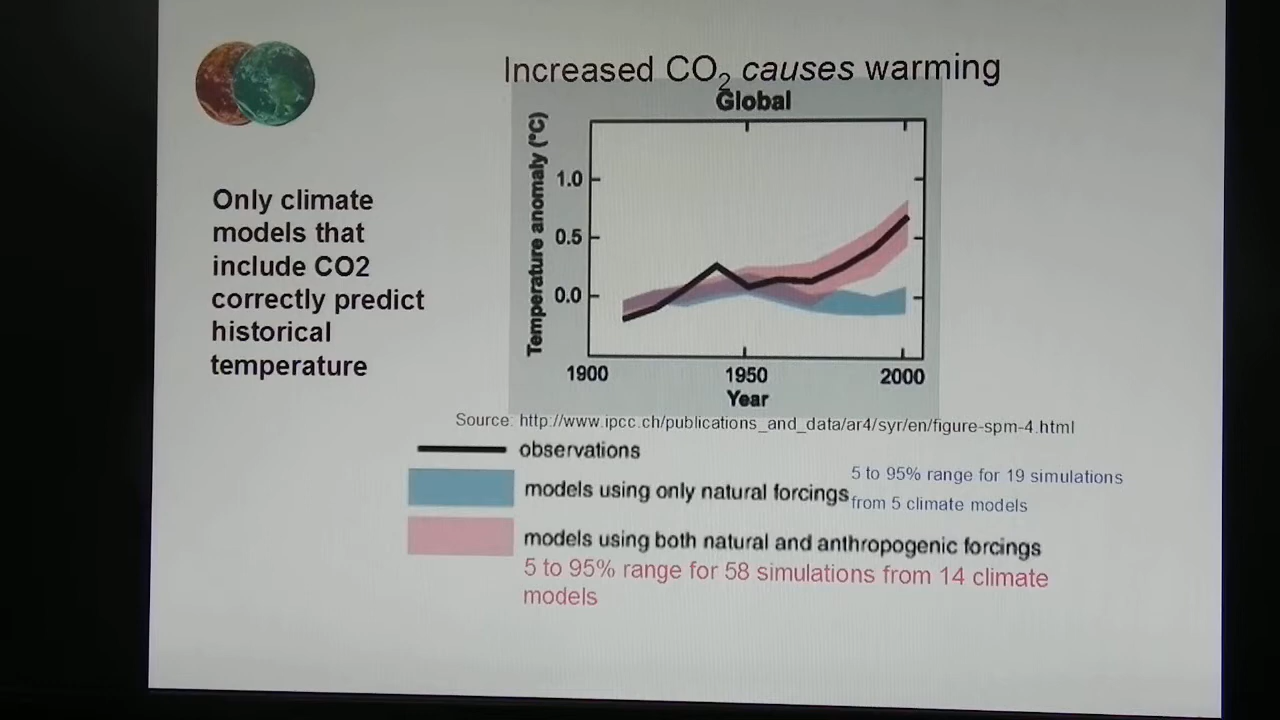 Increased CO2 causes warming
Only climate
models that
include CO2
correctly predict
historical
temperature
Global
Temperature anomaly (°C)
1.0
0.5
0.0
1900 1950 2000
Year
Source: http://www.ipcc.ch/publications_and_data/ar4/syr/en/figure-spm-4.html
observations
models using only natural forcings
5 to 95% range for 19 simulations
from 5 climate models
models using both natural and anthropogenic forcings
5 to 95% range for 58 simulations from 14 climate
models